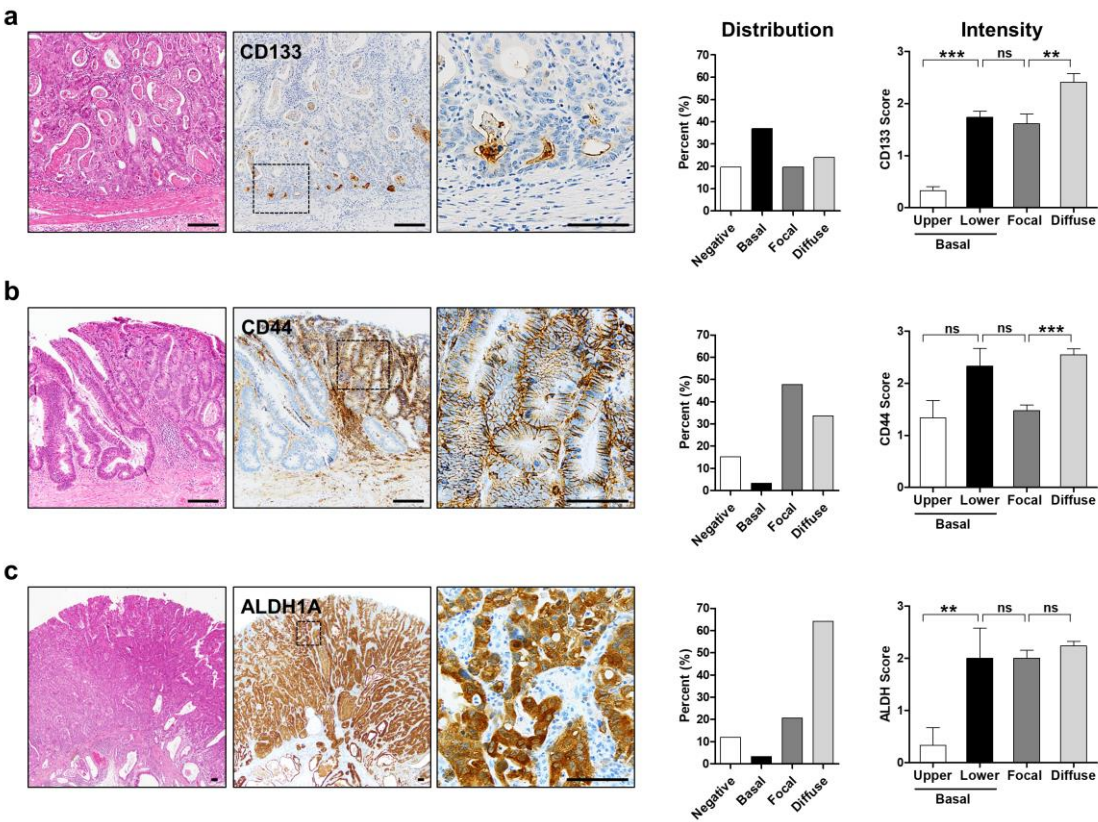 a
CD133
Distribution
Percent (%)
70
60
50
40
30
20
10
0
Negative
Basal
Focal
Diffuse
Intensity
CD133 Score
3
2
1
0
***
ns
**
Upper Lower Focal Diffuse
Basal
b
CD44
Percent (%)
70
60
50
40
30
20
10
0
Negative
Basal
Focal
Diffuse
CD44 Score
3
2
1
0
ns
ns
***
Upper Lower Focal Diffuse
Basal
c
ALDH1A
Percent (%)
70
60
50
40
30
20
10
0
Negative
Basal
Focal
Diffuse
ALDH Score
3
2
1
0
**
ns
ns
Upper Lower Focal Diffuse
Basal